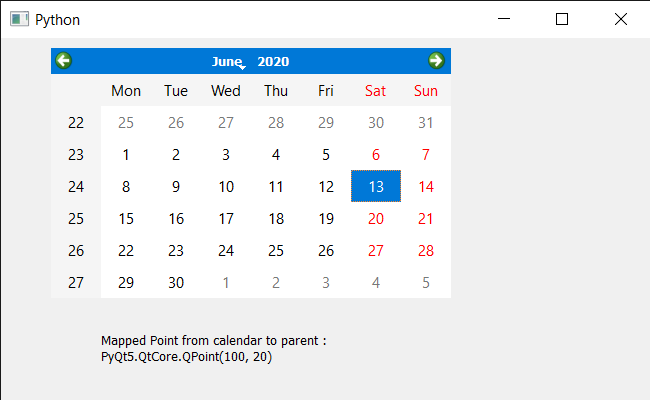 Python
June 2020
Mon Tue Wed Thu Fri Sat Sun
22 25 26 27 28 29 30 31
23 1 2 3 4 5 6 7
24 8 9 10 11 12 13 14
25 15 16 17 18 19 20 21
26 22 23 24 25 26 27 28
27 29 30 1 2 3 4 5
Mapped Point from calendar to parent :
PyQt5.QtCore.QPoint(100, 20)